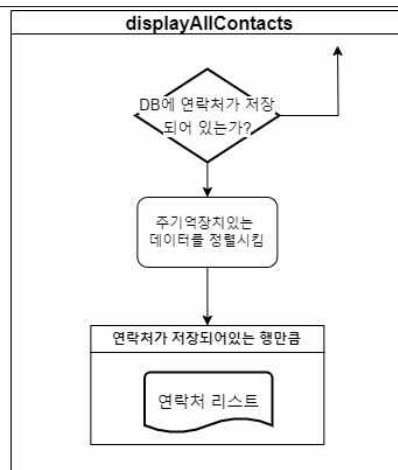 displayAllContacts
DB에 연락처가 저장
되어 있는가?
주기억장치있는
데이터를 정렬시킴
연락처가 저장되어있는 행만큼
연락처 리스트